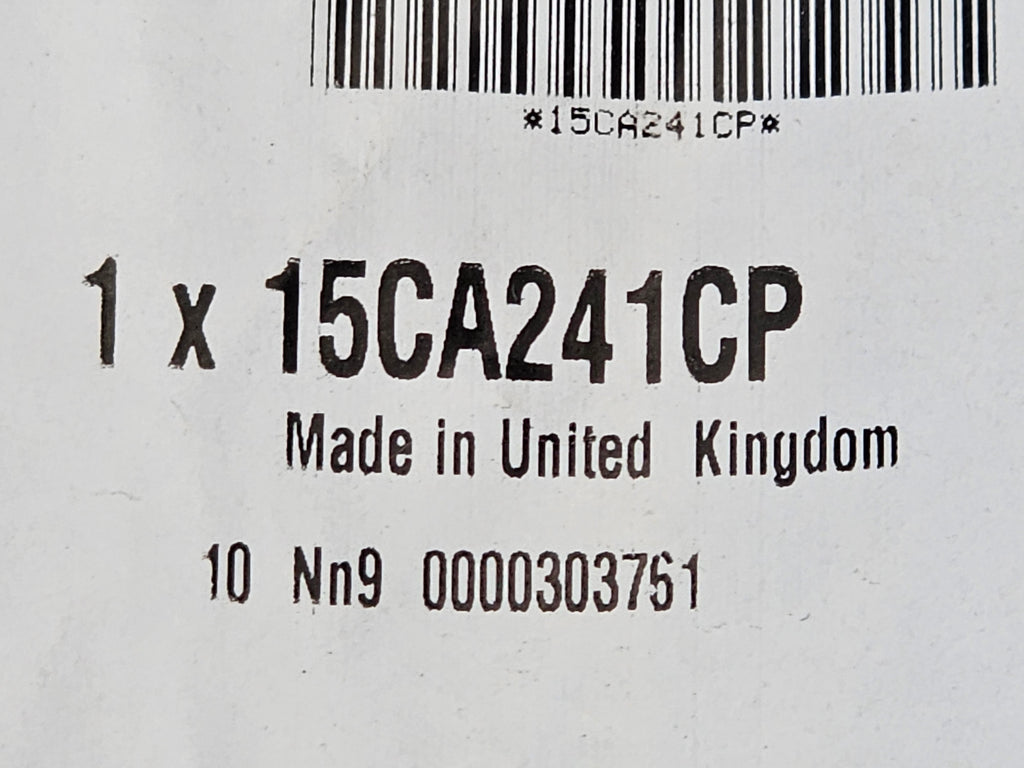 *15CA241CP*
1 x 15CA241CP
Made in United Kingdom
10 Nn9 0000303761